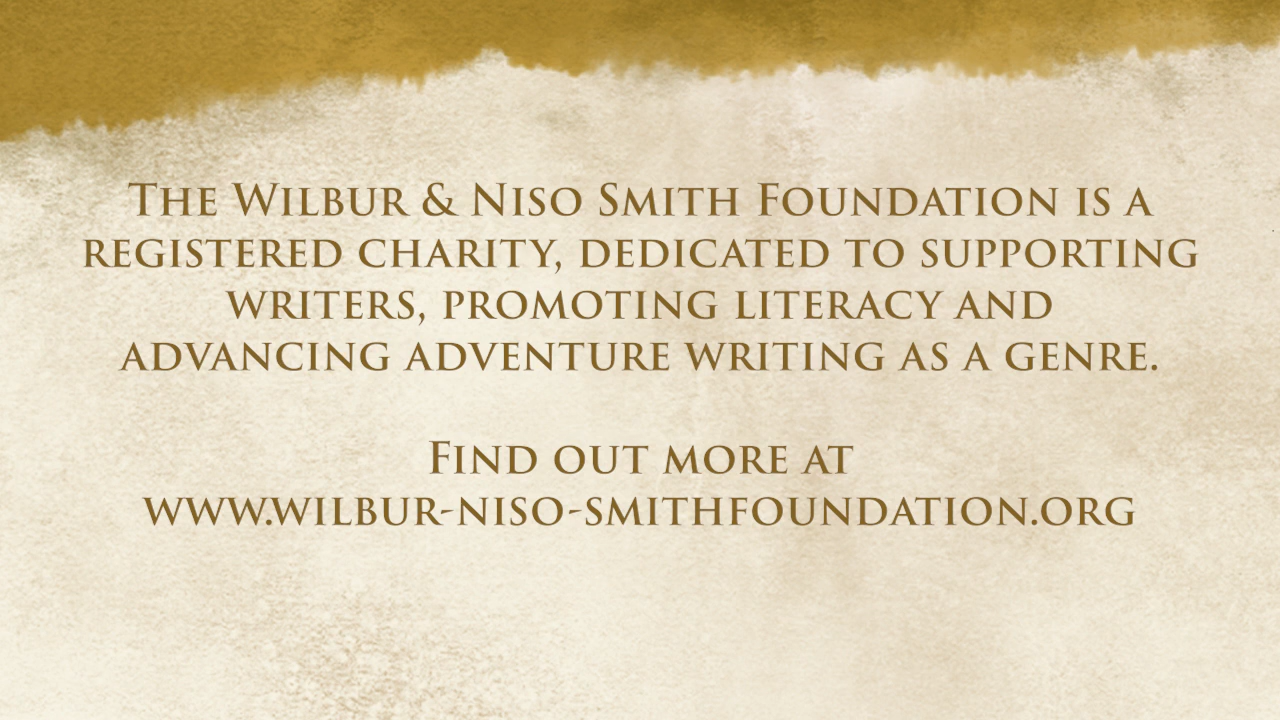 The Wilbur & Niso Smith Foundation is a
registered charity, dedicated to supporting
writers, promoting literacy and
advancing adventure writing as a genre.
Find out more at
www.wilbur-niso-smithfoundation.org